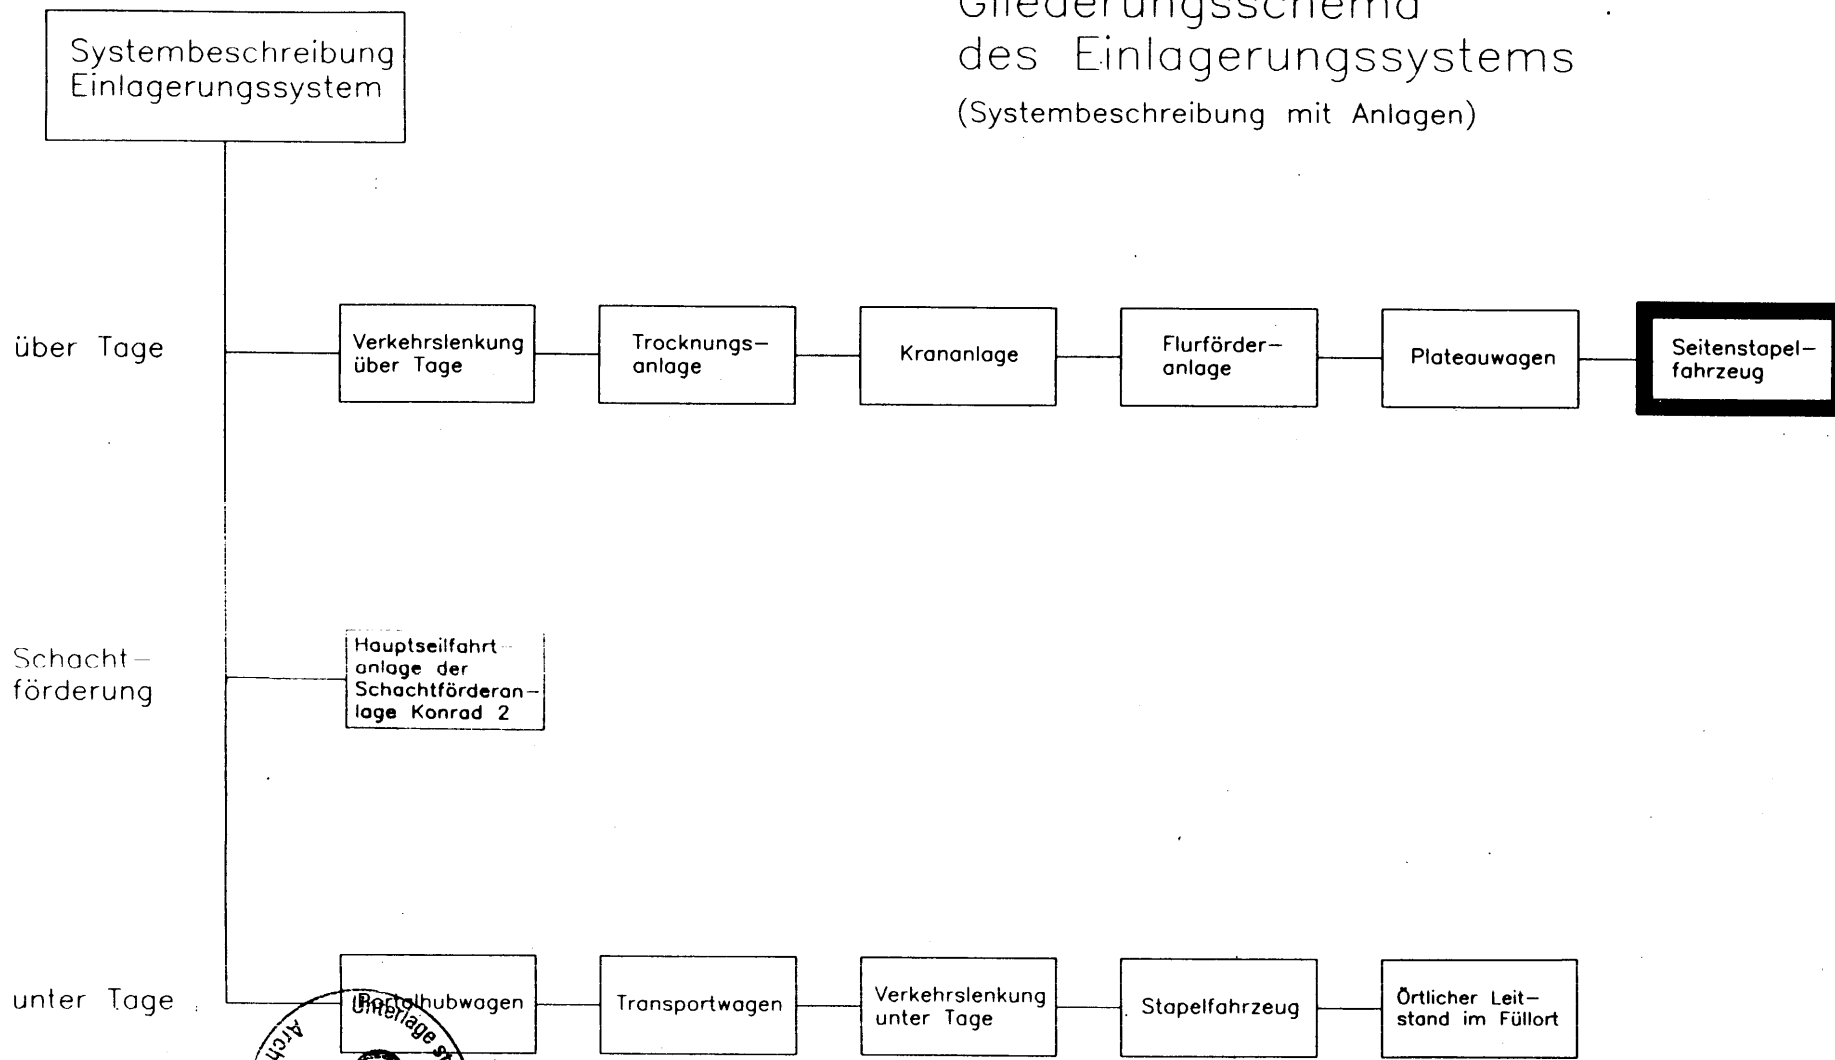 Gliederungsschema
des Einlagerungssystems
(Systembeschreibung mit Anlagen)
Systembeschreibung
Einlagerungssystem
über Tage
Verkehrslenkung
über Tage
Trocknungs-
anlage
Krananlage
Flurförder-
anlage
Plateauwagen
Seitenstapel-
fahrzeug
Schacht-
förderung
Hauptseilfahrt-
anlage der
Schachtförderan-
lage Konrad 2
unter Tage
Portalhubwagen
Transportwagen
Verkehrslenkung
unter Tage
Stapelfahrzeug
Örtlicher Leit-
stand im Füllort
Unterlage